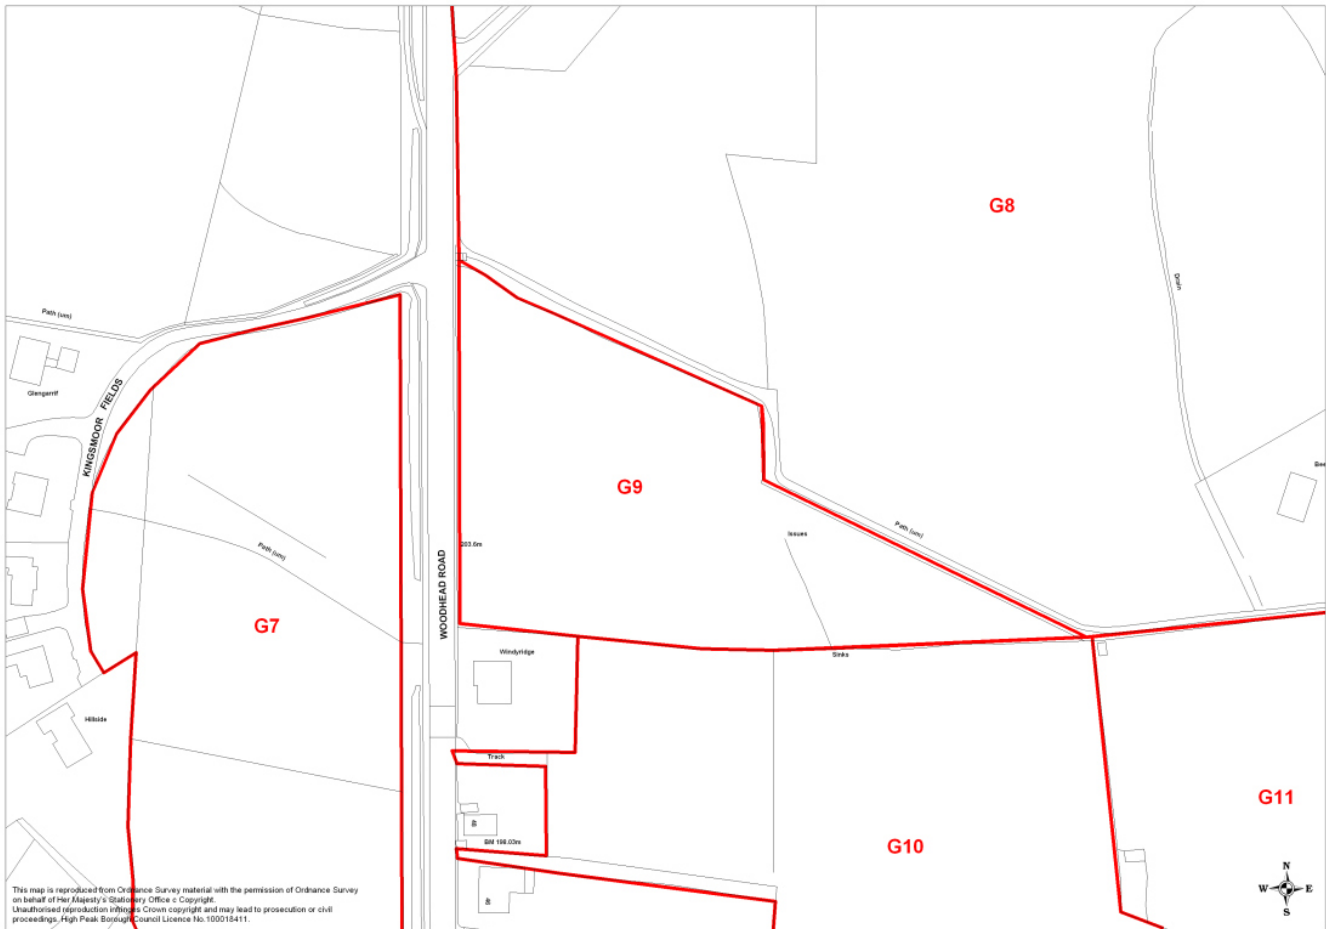 G8
Drain
Path (um)
Glengarrif
KINGSMOOR FIELDS
G9
Path (um)
Issues
203.6m
Path (um)
WOODHEAD ROAD
G7
Windyridge
Sinks
Hillside
Track
BM 198.03m
G10
G11
N
W E
S
This map is reproduced from Ordnance Survey material with the permission of Ordnance Survey
on behalf of Her Majesty's Stationery Office c Copyright.
Unauthorised reproduction infringes Crown copyright and may lead to prosecution or civil
proceedings. High Peak Borough Council Licence No.100018411.